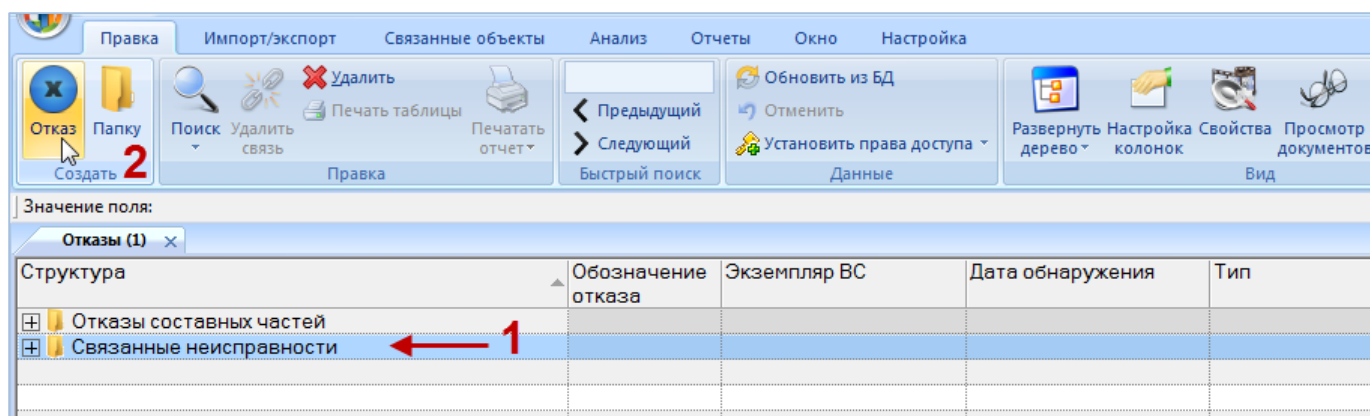 Правка Импорт/экспорт Связанные объекты Анализ Отчеты Окно Настройка
Отказ
Папку
2
Создать
Поиск
Удалить связь
Удалить
Печать таблицы
Печатать отчет
Правка
Предыдущий
Следующий
Быстрый поиск
Обновить из БД
Отменить
Установить права доступа
Данные
Развернуть дерево
Настройка колонок
Свойства
Просмотр документов
Вид
Значение поля:
Отказы (1)
Структура Обозначение отказа Экземпляр ВС Дата обнаружения Тип
Отказы составных частей
Связанные неисправности 1